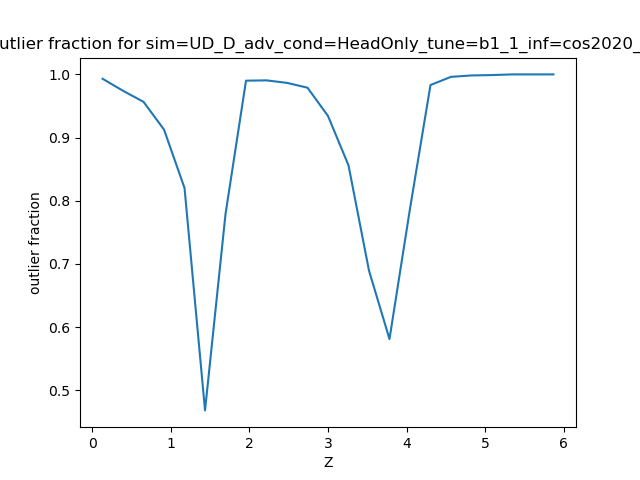 utlier fraction for sim=UD_D_adv_cond=HeadOnly_tune=b1_1_inf=cos2020_
1.0
0.9
0.8
0.7
0.6
0.5
outlier fraction
0 1 2 3 4 5 6
Z